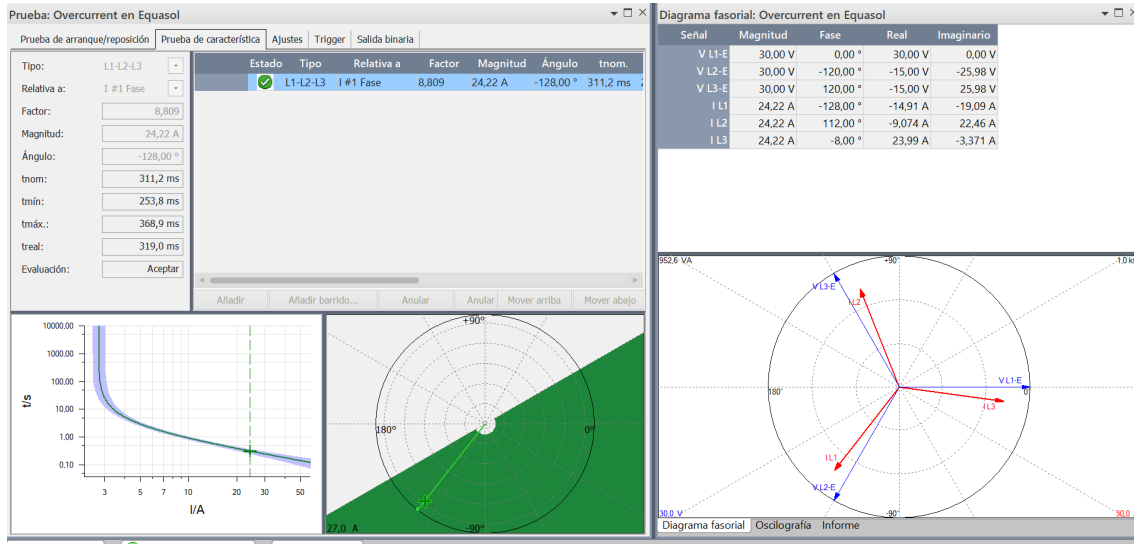 Prueba: Overcurrent en Equasol
Prueba de arranque/reposición Prueba de característica Ajustes Trigger Salida binaria
Tipo: L1-L2-L3
Relativa a: I #1 Fase
Factor: 8,809
Magnitud: 24,22 A
Ángulo: -128,00 º
tnom: 311,2 ms
tmín: 253,8 ms
tmáx.: 368,9 ms
treal: 319,0 ms
Evaluación: Aceptar
Estado Tipo Relativa a Factor Magnitud Ángulo tnom.
L1-L2-L3 I #1 Fase 8,809 24,22 A -128,00 º 311,2 ms
Añadir Añadir barrido... Anular Anular Mover arriba Mover abajo
10000.00
1000.00
100.00
10.00
1.00
0.10
t/s
3 5 7 10 20 30 50
I/A
+90º
180º
0º
-90º
27,0 A
Diagrama fasorial: Overcurrent en Equasol
Señal Magnitud Fase Real Imaginario
V L1-E 30,00 V 0,00 º 30,00 V 0,00 V
V L2-E 30,00 V -120,00 º -15,00 V -25,98 V
V L3-E 30,00 V 120,00 º -15,00 V 25,98 V
I L1 24,22 A -128,00 º -14,91 A -19,09 A
I L2 24,22 A 112,00 º -9,074 A 22,46 A
I L3 24,22 A -8,00 º 23,99 A -3,371 A
952,6 VA
+90º
V L3-E
I L2
V L1-E
180º
0º
I L3
I L1
V L2-E
30,0 V
-90º
30,0
Diagrama fasorial Oscilografía Informe